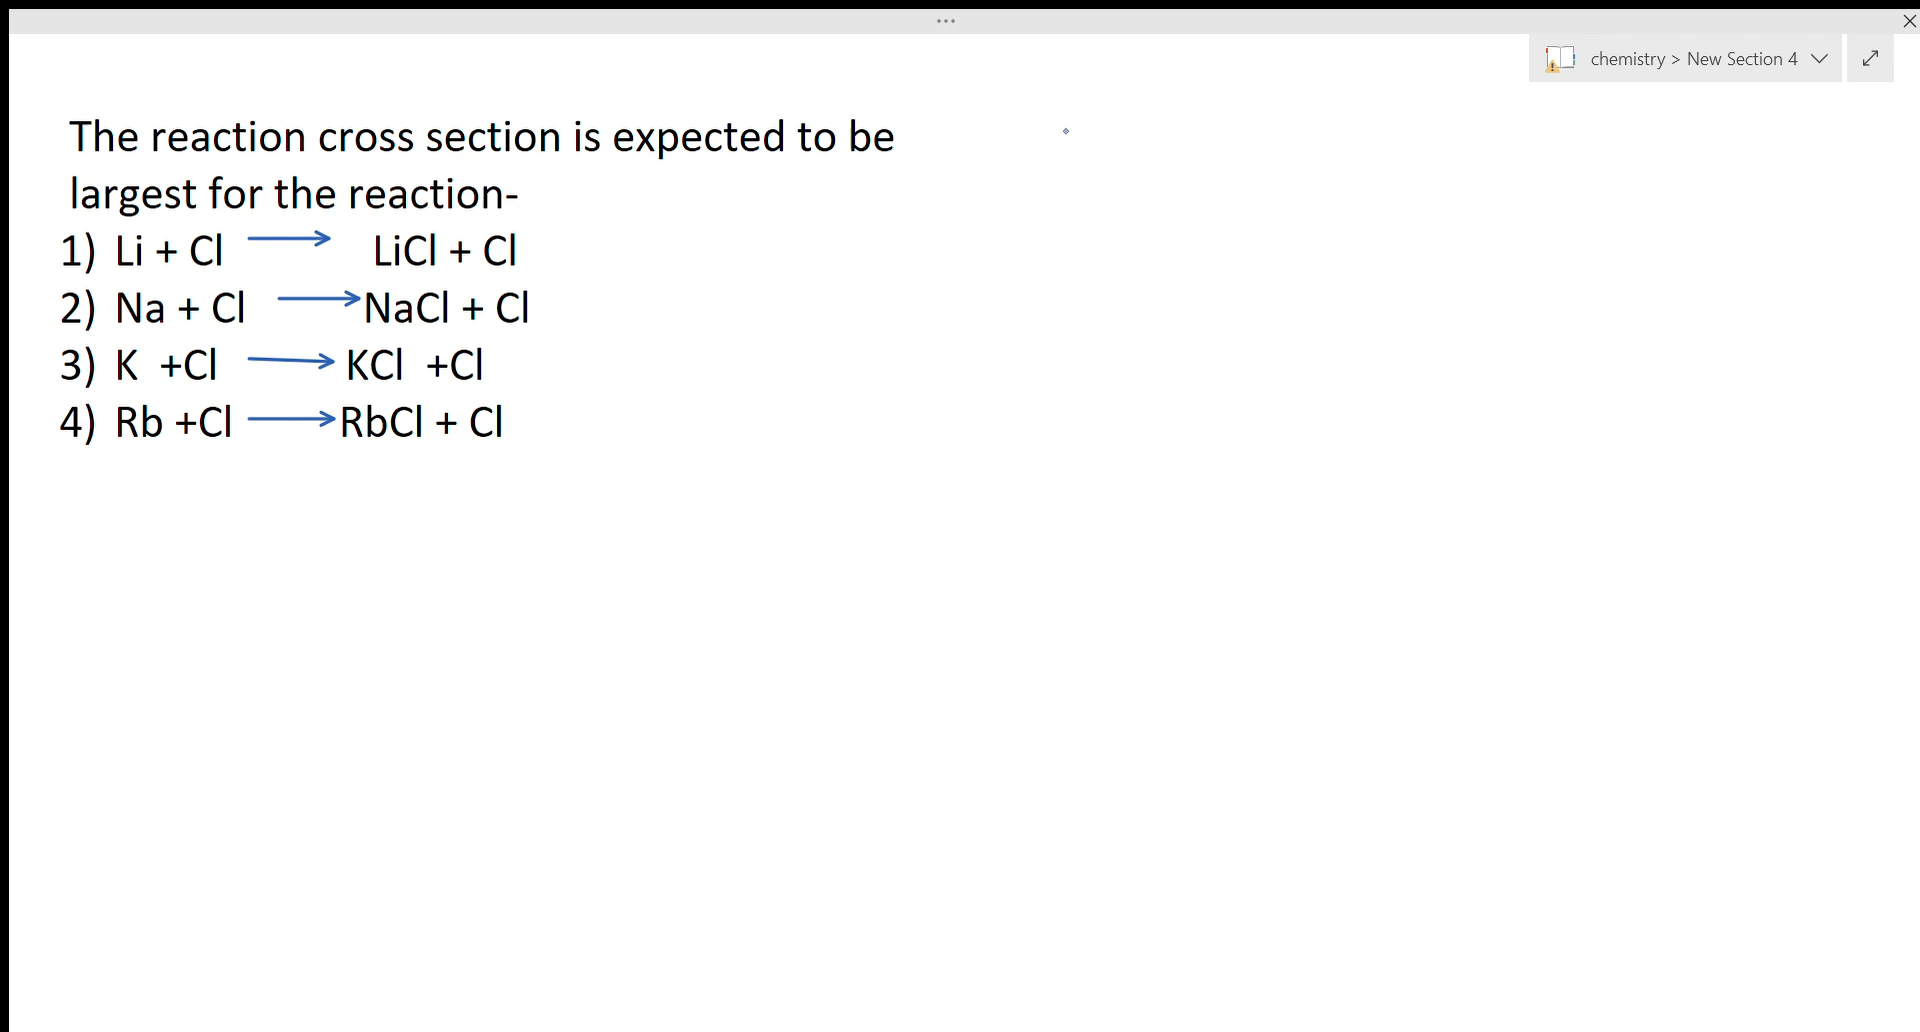 chemistry > New Section 4
The reaction cross section is expected to be
largest for the reaction-
1) Li + Cl ⟶ LiCl + Cl
2) Na + Cl ⟶ NaCl + Cl
3) K +Cl ⟶ KCl +Cl
4) Rb +Cl ⟶ RbCl + Cl